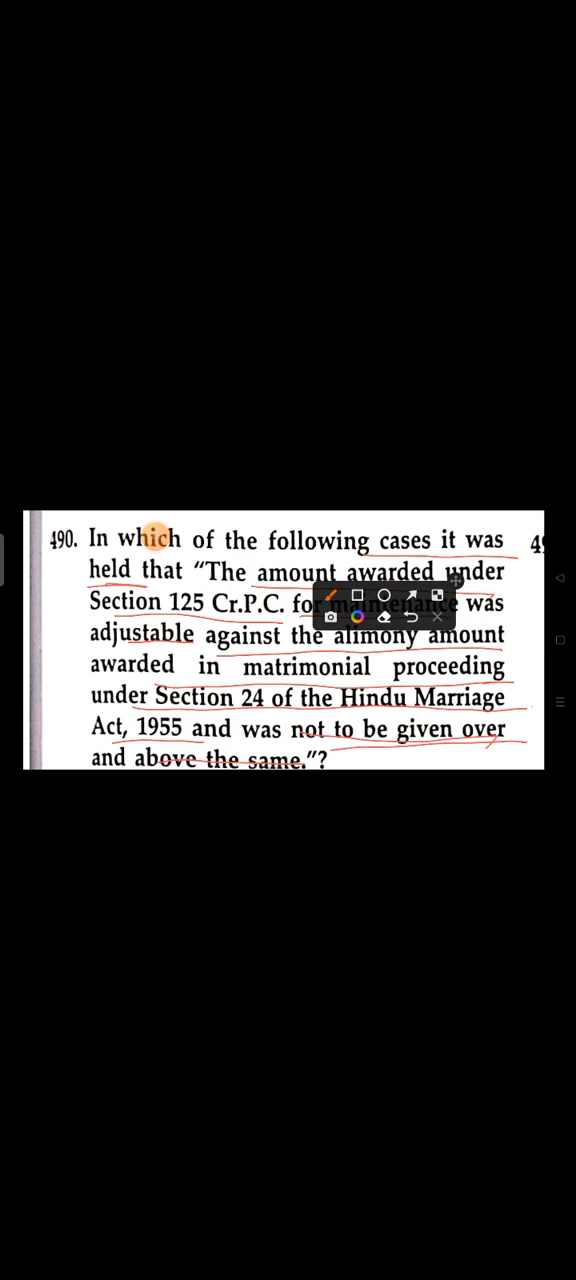 490. In which of the following cases it was
held that “The amount awarded under
Section 125 Cr.P.C. for maintenance was
adjustable against the alimony amount
awarded in matrimonial proceeding
under Section 24 of the Hindu Marriage
Act, 1955 and was not to be given over
and above the same.”?